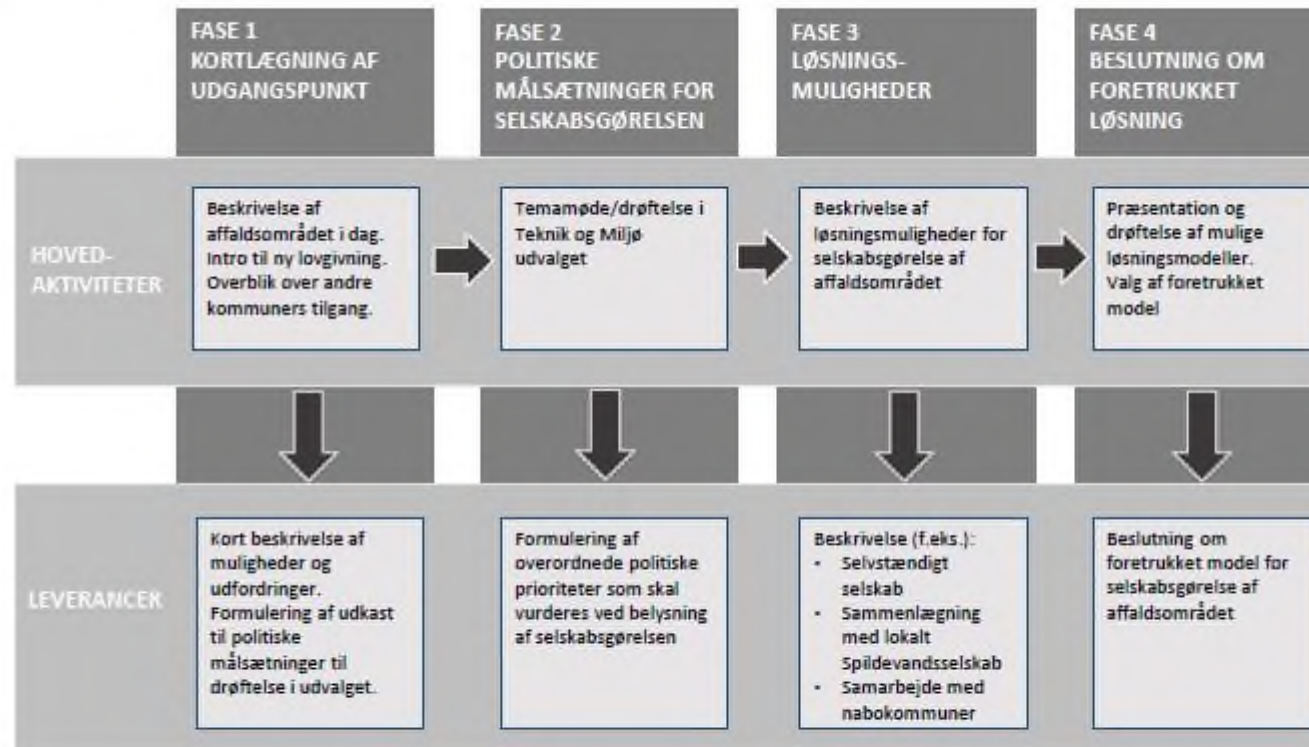 FASE 1
KORTLÆGNING AF
UDGANGSPUNKT
FASE 2
POLITISKE
MÅLSÆTNINGER FOR
SELSKABSGØRELSEN
FASE 3
LØSNINGS-
MULIGHEDER
FASE 4
BESLUTNING OM
FORETRUKKET
LØSNING
HOVED-
AKTIVITETER
Beskrivelse af
affaldsområdet i dag.
Intro til ny lovgivning.
Overblik over andre
kommuners tilgang.
Temamøde/drøftelse i
Teknik og Miljø
udvalget
Beskrivelse af
løsningsmuligheder for
selskabsgørelse af
affaldsområdet
Præsentation og
drøftelse af mulige
løsningsmodeller.
Valg af foretrukket
model
LEVERANCER
Kort beskrivelse af
muligheder og
udfordringer.
Formulering af udkast
til politiske
målsætninger til
drøftelse i udvalget.
Formulering af
overordnede politiske
prioriteter som skal
vurderes ved belysning
af selskabsgørelsen
Beskrivelse (f.eks.):
• Selvstændigt
selskab
• Sammenlægning
med lokalt
Spildevandsselskab
• Samarbejde med
nabokommuner
Beslutning om
foretrukket model for
selskabsgørelse af
affaldsområdet